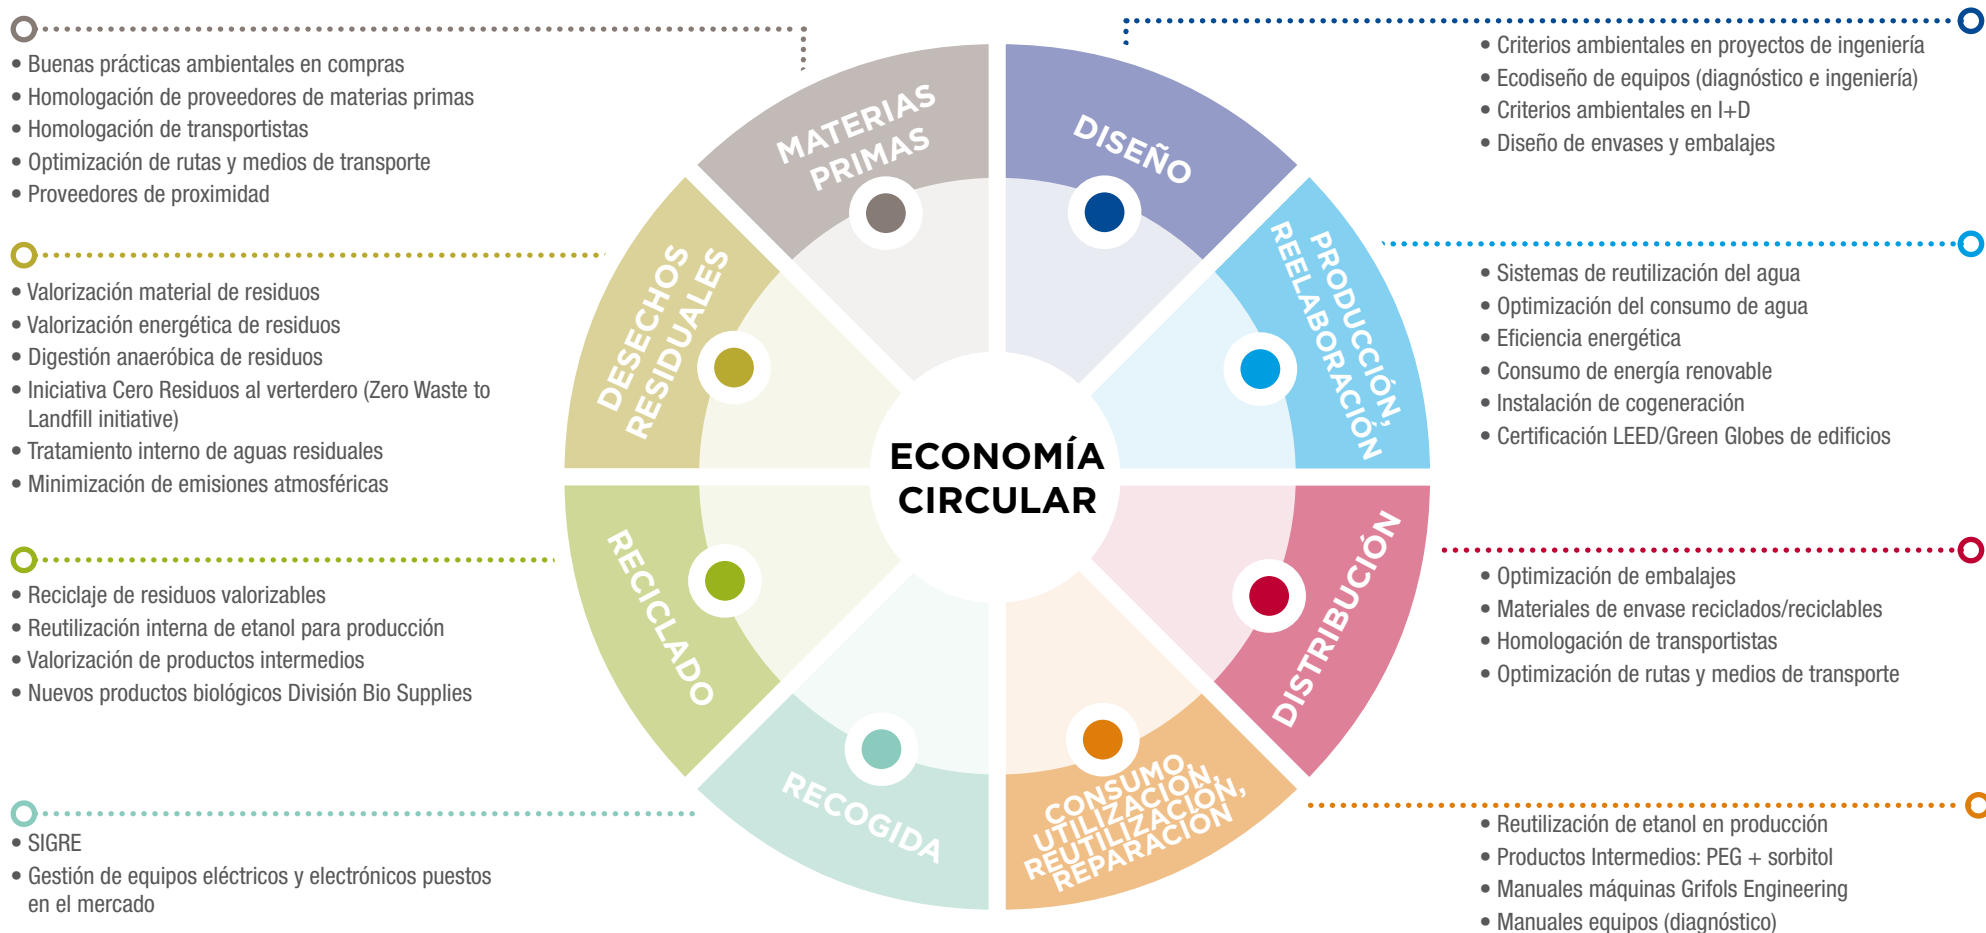 • Buenas prácticas ambientales en compras
• Homologación de proveedores de materias primas
• Homologación de transportistas
• Optimización de rutas y medios de transporte
• Proveedores de proximidad
• Valorización material de residuos
• Valorización energética de residuos
• Digestión anaeróbica de residuos
• Iniciativa Cero Residuos al verterdero (Zero Waste to
Landfill initiative)
• Tratamiento interno de aguas residuales
• Minimización de emisiones atmosféricas
• Reciclaje de residuos valorizables
• Reutilización interna de etanol para producción
• Valorización de productos intermedios
• Nuevos productos biológicos División Bio Supplies
• SIGRE
• Gestión de equipos eléctricos y electrónicos puestos
en el mercado
MATERIAS
PRIMAS
DISEÑO
PRODUCCIÓN,
REELABORACIÓN
DISTRIBUCIÓN
CONSUMO,
UTILIZACIÓN,
REUTILIZACIÓN,
REPARACIÓN
RECOGIDA
RECICLADO
DESECHOS
RESIDUALES
ECONOMÍA
CIRCULAR
• Criterios ambientales en proyectos de ingeniería
• Ecodiseño de equipos (diagnóstico e ingeniería)
• Criterios ambientales en I+D
• Diseño de envases y embalajes
• Sistemas de reutilización del agua
• Optimización del consumo de agua
• Eficiencia energética
• Consumo de energía renovable
• Instalación de cogeneración
• Certificación LEED/Green Globes de edificios
• Optimización de embalajes
• Materiales de envase reciclados/reciclables
• Homologación de transportistas
• Optimización de rutas y medios de transporte
• Reutilización de etanol en producción
• Productos Intermedios: PEG + sorbitol
• Manuales máquinas Grifols Engineering
• Manuales equipos (diagnóstico)